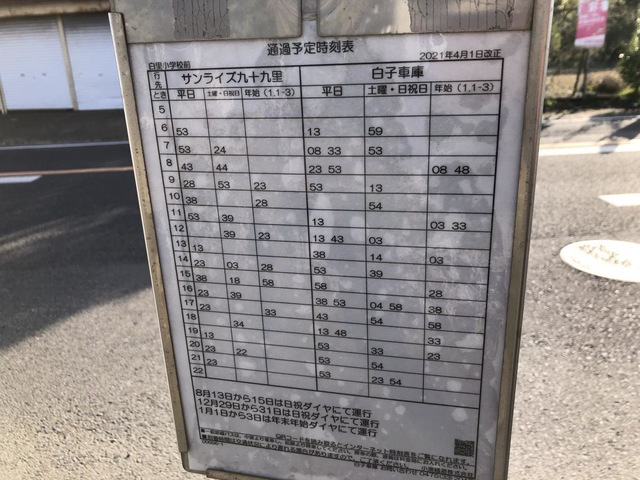 通過予定時刻表
白里小学校前 2021年4月1日改正
行先 サンライズ九十九里 白子車庫
とき 平日 土曜・日祝日 年始(1.1-3) 平日 土曜・日祝日 年始(1.1-3)
5
6 53 13 59
7 53 24 08 33 53
8 43 44 23 53 08 48
9 28 53 23 53 13
10 38 28 54
11 53 39 13 03 33
12 39 23 13 43 03
13 13 38 14 03
14 23 03 28 53 39
15 38 18 58 58 28
16 23 39 38 53 04 58 38
17 23 33 43 54 58
18 34 13 48
19 13 53 33 23
20 23 22 53 54
21 23
22 53 23 54
8月13日から15日は日祝ダイヤにて運行
12月29日から31日は日祝ダイヤにて運行
1月1日から3日は年末年始ダイヤにて運行